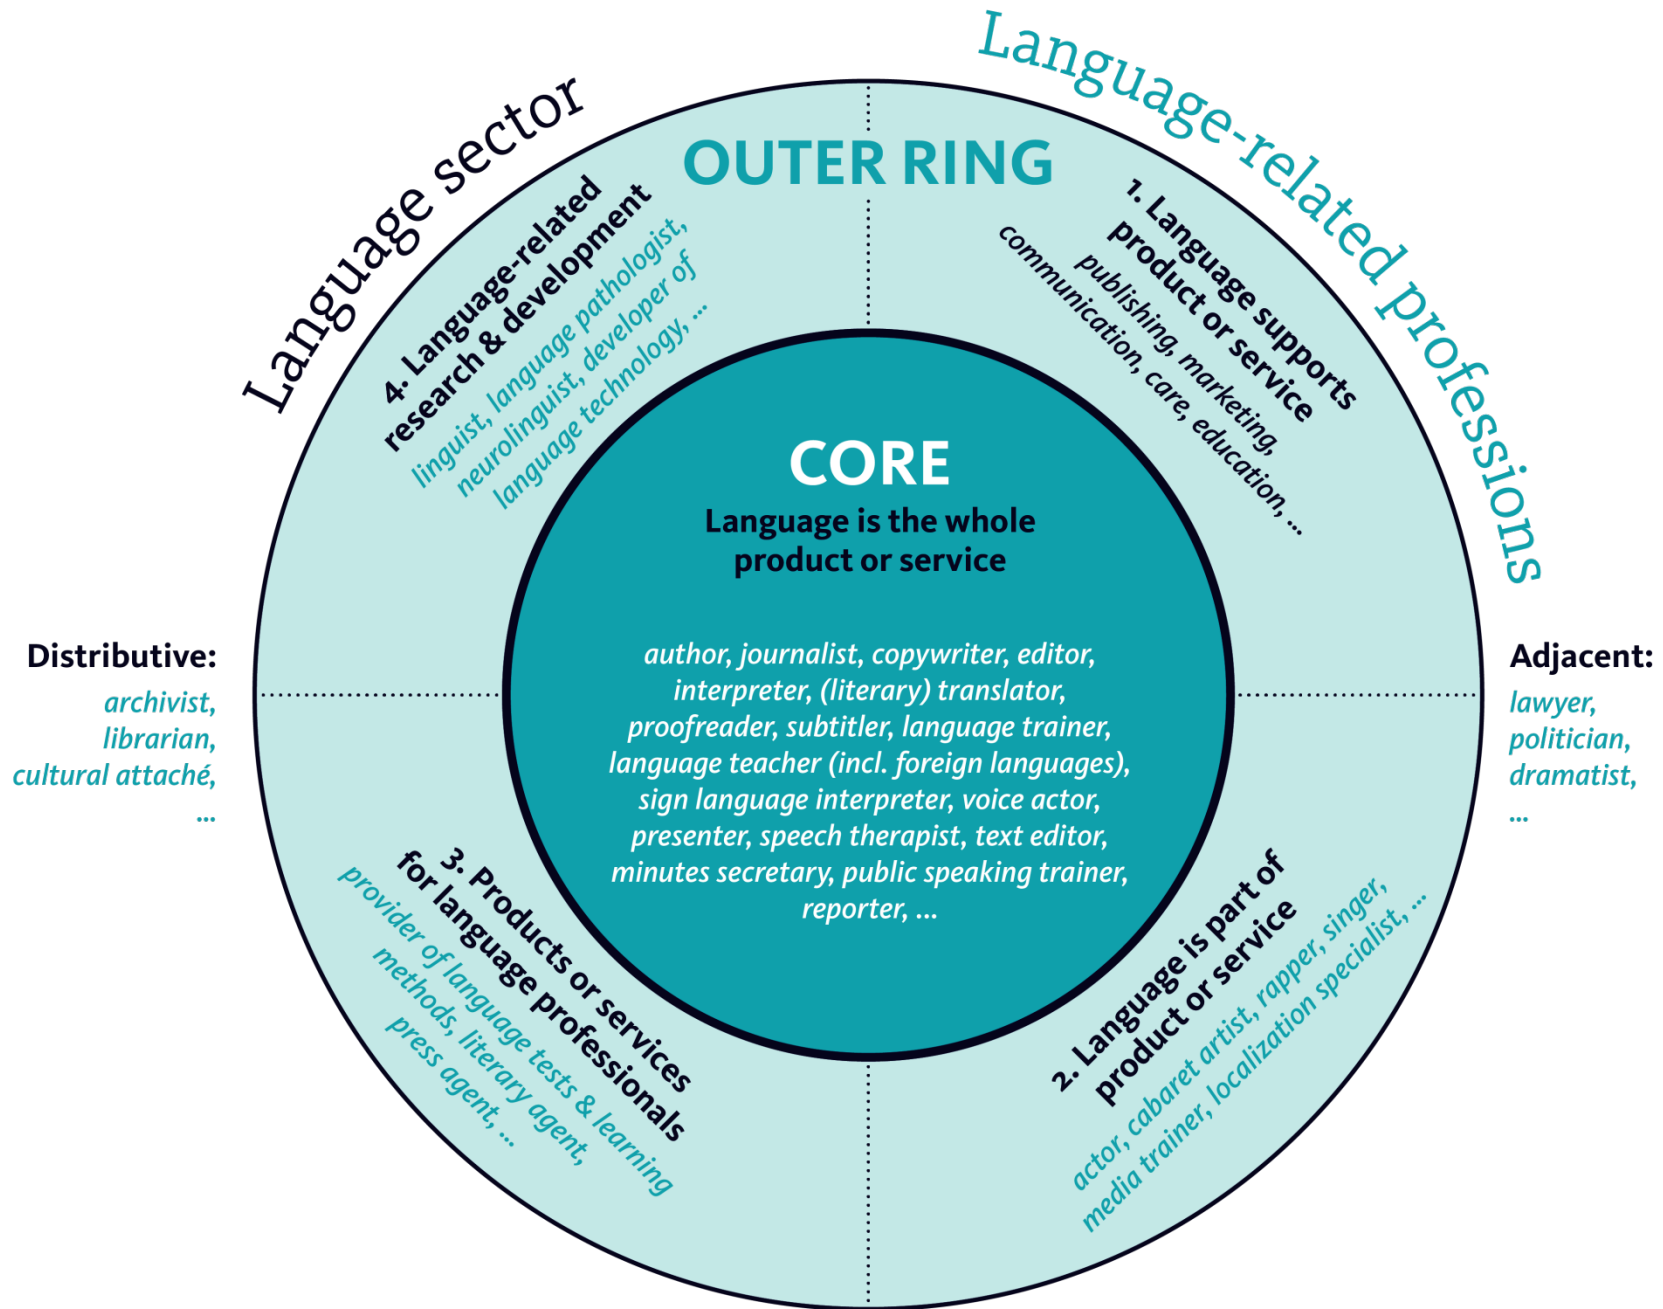 Language sector
Language-related professions
OUTER RING
1. Language supports
product or service
publishing, marketing,
communication, care, education, ...
4. Language-related
research & development
linguist, language pathologist,
neurolinguist, developer of
language technology, ...
CORE
Language is the whole
product or service
author, journalist, copywriter, editor,
interpreter, (literary) translator,
proofreader, subtitler, language trainer,
language teacher (incl. foreign languages),
sign language interpreter, voice actor,
presenter, speech therapist, text editor,
minutes secretary, public speaking trainer,
reporter, ...
Distributive:
archivist,
librarian,
cultural attaché,
...
Adjacent:
lawyer,
politician,
dramatist,
...
3. Products or services
for language professionals
provider of language tests & learning
methods, literary agent,
press agent, ...
2. Language is part of
product or service
actor, cabaret artist, rapper, singer,
media trainer, localization specialist, ...